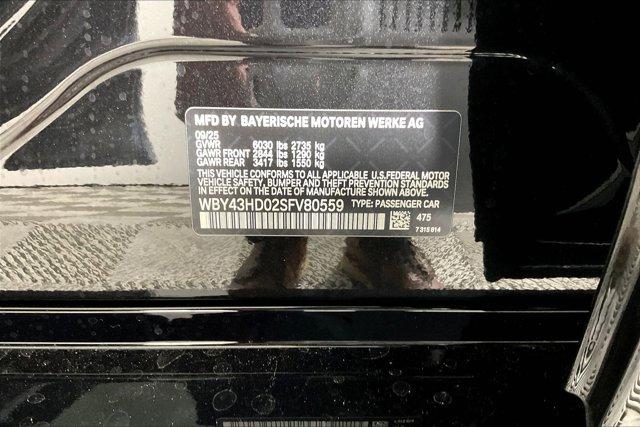 MFD BY BAYERISCHE MOTOREN WERKE AG
09/25
GVWR 6030 lbs 2735 kg
GAWR FRONT 2844 lbs 1290 kg
GAWR REAR 3417 lbs 1550 kg
THIS VEHICLE CONFORMS TO ALL APPLICABLE U.S.FEDERAL MOTOR
VEHICLE SAFETY, BUMPER AND THEFT PREVENTION STANDARDS
IN EFFECT ON THE DATE OF MANUFACTURE SHOWN ABOVE.
WBY43HD02SFV80559 TYPE: PASSENGER CAR
475
7 315 814